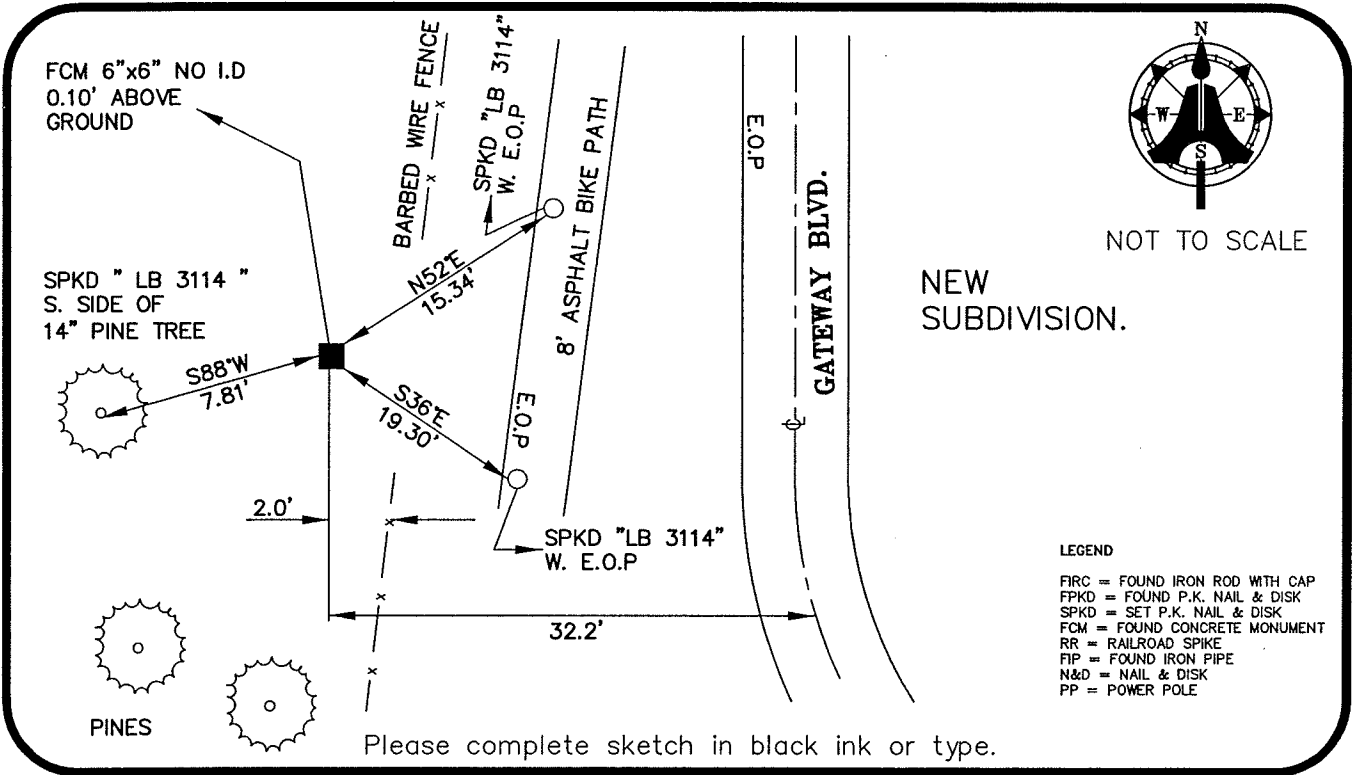 FCM 6"x6" NO I.D
0.10' ABOVE
GROUND
BARBED WIRE FENCE
SPKD "LB 3114"
W. E.O.P
8' ASPHALT BIKE PATH
E.O.P
E.O.P
GATEWAY BLVD.
N
W
E
S
NOT TO SCALE
NEW
SUBDIVISION.
SPKD " LB 3114 "
S. SIDE OF
14" PINE TREE
N52°E
15.34'
S88°W
7.81'
S36°E
19.30'
2.0'
SPKD "LB 3114"
W. E.O.P
32.2'
PINES
LEGEND
FIRC = FOUND IRON ROD WITH CAP
FPKD = FOUND P.K. NAIL & DISK
SPKD = SET P.K. NAIL & DISK
FCM = FOUND CONCRETE MONUMENT
RR = RAILROAD SPIKE
FIP = FOUND IRON PIPE
N&D = NAIL & DISK
PP = POWER POLE
Please complete sketch in black ink or type.